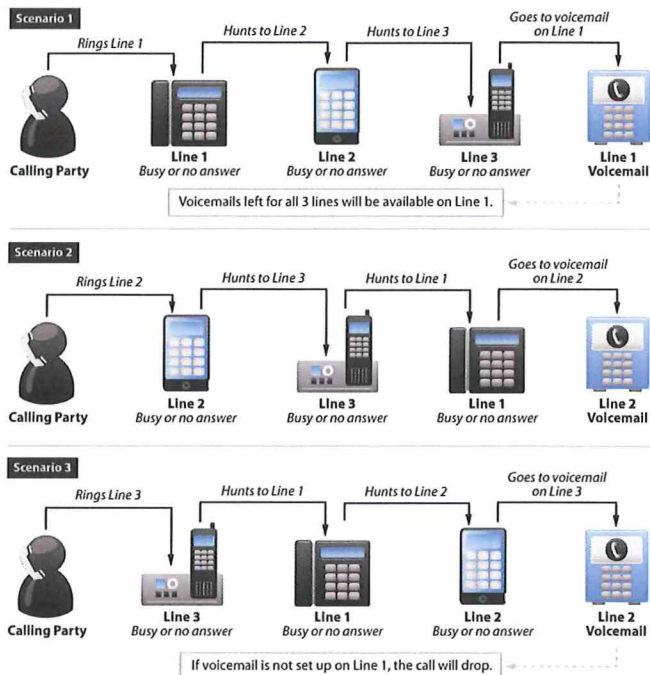 Scenario 1
Rings Line 1
Hunts to Line 2
Hunts to Line 3
Goes to voicemail
on Line 1
Calling Party
Line 1
Busy or no answer
Line 2
Busy or no answer
Line 3
Busy or no answer
Line 1
Voicemail
Voicemails left for all 3 lines will be available on Line 1.
Scenario 2
Rings Line 2
Hunts to Line 3
Hunts to Line 1
Goes to voicemail
on Line 2
Calling Party
Line 2
Busy or no answer
Line 3
Busy or no answer
Line 1
Busy or no answer
Line 2
Voicemail
Scenario 3
Rings Line 3
Hunts to Line 1
Hunts to Line 2
Goes to voicemail
on Line 3
Calling Party
Line 3
Busy or no answer
Line 1
Busy or no answer
Line 2
Busy or no answer
Line 2
Voicemail
If voicemail is not set up on Line 1, the call will drop.